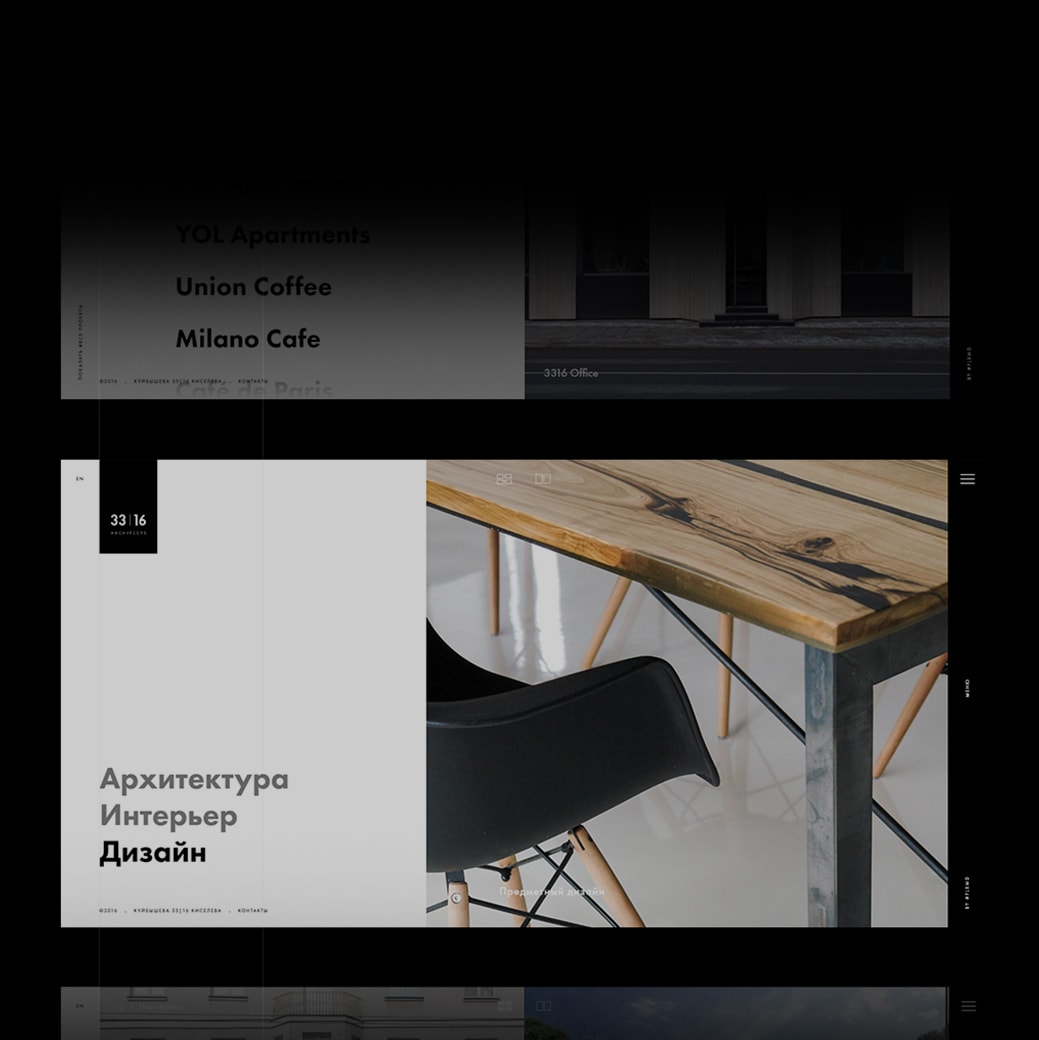 YOL Apartments
Union Coffee
Milano Cafe
Café de Paris
ПОКАЗАТЬ ВСЕ ПРОЕКТЫ
©2016 КУЙБЫШЕВА 33|16 КИСЕЛЕВА КОНТАКТЫ
3316 Office
EN
33|16
ARCHITECTS
МЕНЮ
Архитектура
Интерьер
Дизайн
Предметный дизайн
©2016 КУЙБЫШЕВА 33|16 КИСЕЛЕВА КОНТАКТЫ
EN